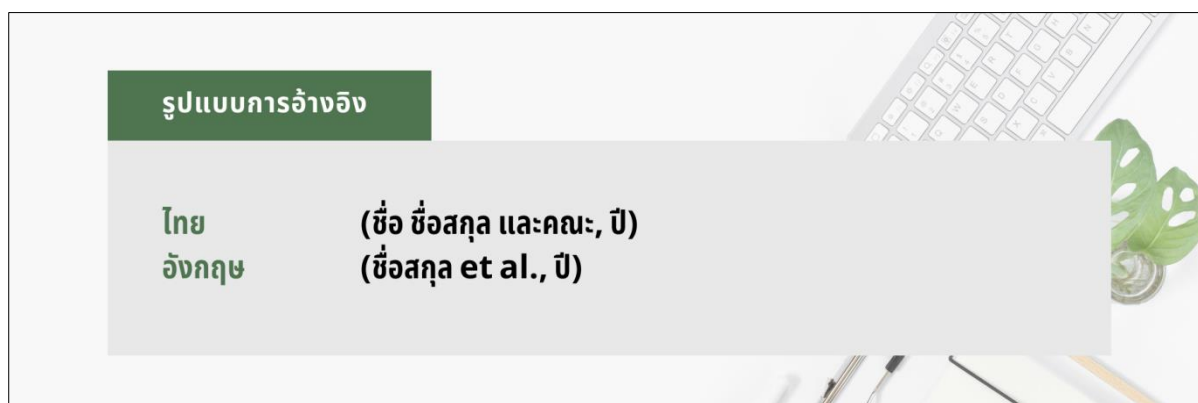 รูปแบบการอ้างอิง
ไทย (ชื่อ ชื่อสกุล และคณะ, ปี)
อังกฤษ (ชื่อสกุล et al., ปี)